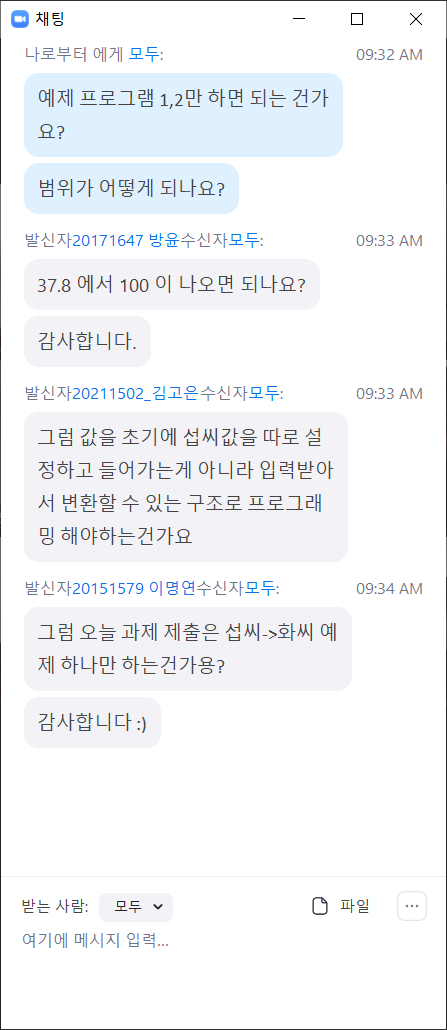 채팅
나로부터 에게 모두: 09:32 AM
예제 프로그램 1,2만 하면 되는 건가
요?
범위가 어떻게 되나요?
발신자20171647 방윤수신자모두: 09:33 AM
37.8 에서 100 이 나오면 되나요?
감사합니다.
발신자20211502_김고은수신자모두: 09:33 AM
그럼 값을 초기에 섭씨값을 따로 설
정하고 들어가는게 아니라 입력받아
서 변환할 수 있는 구조로 프로그래
밍 해야하는건가요
발신자20151579 이명연수신자모두: 09:34 AM
그럼 오늘 과제 제출은 섭씨->화씨 예
제 하나만 하는건가용?
감사합니다 :)
받는 사람: 모두 파일 ...
여기에 메시지 입력...